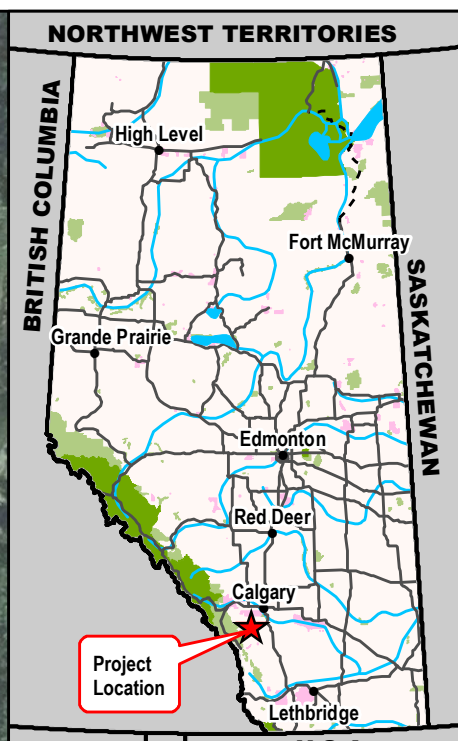 NORTHWEST TERRITORIES
BRITISH COLUMBIA
High Level
Fort McMurray
SASKATCHEWAN
Grande Prairie
Edmonton
Red Deer
Calgary
Project
Location
Lethbridge